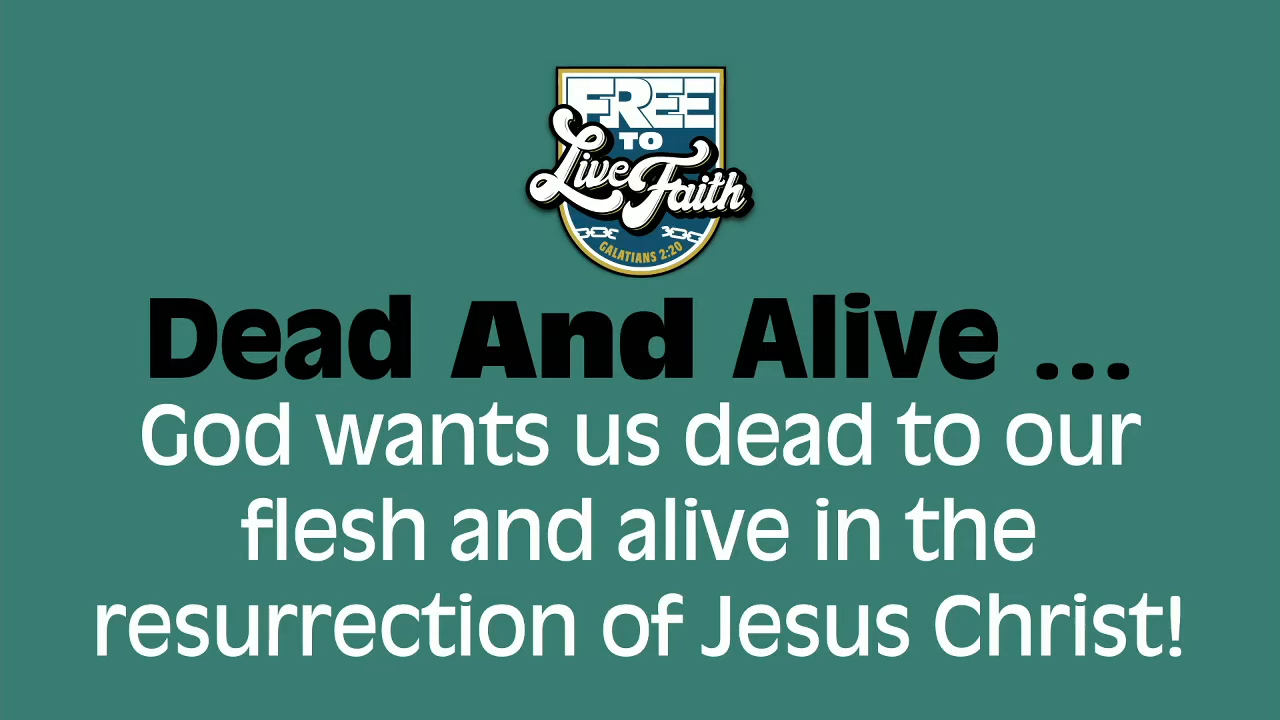 FREE
TO
Live Faith
GALATIANS 2:20
Dead And Alive ...
God wants us dead to our
flesh and alive in the
resurrection of Jesus Christ!